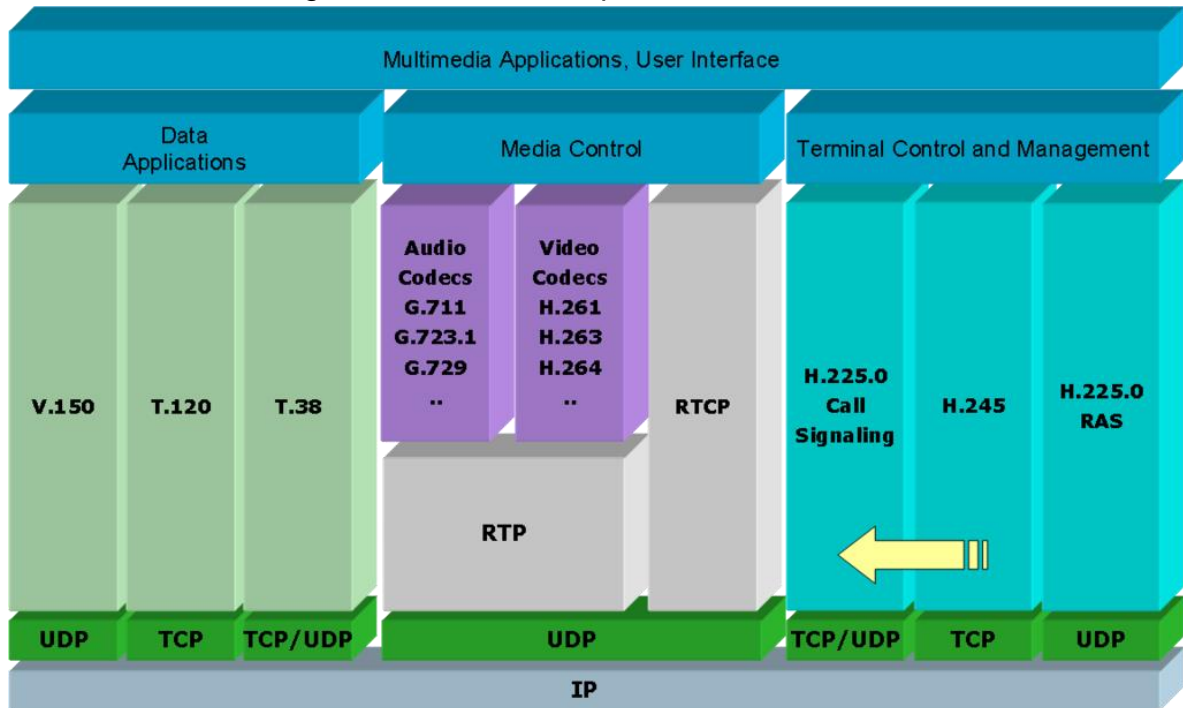 Multimedia Applications, User Interface
Data
Applications
Media Control
Terminal Control and Management
V.150
T.120
T.38
Audio
Codecs
G.711
G.723.1
G.729
..
Video
Codecs
H.261
H.263
H.264
..
RTP
RTCP
H.225.0
Call
Signaling
H.245
H.225.0
RAS
UDP
TCP
TCP/UDP
UDP
TCP/UDP
TCP
UDP
IP